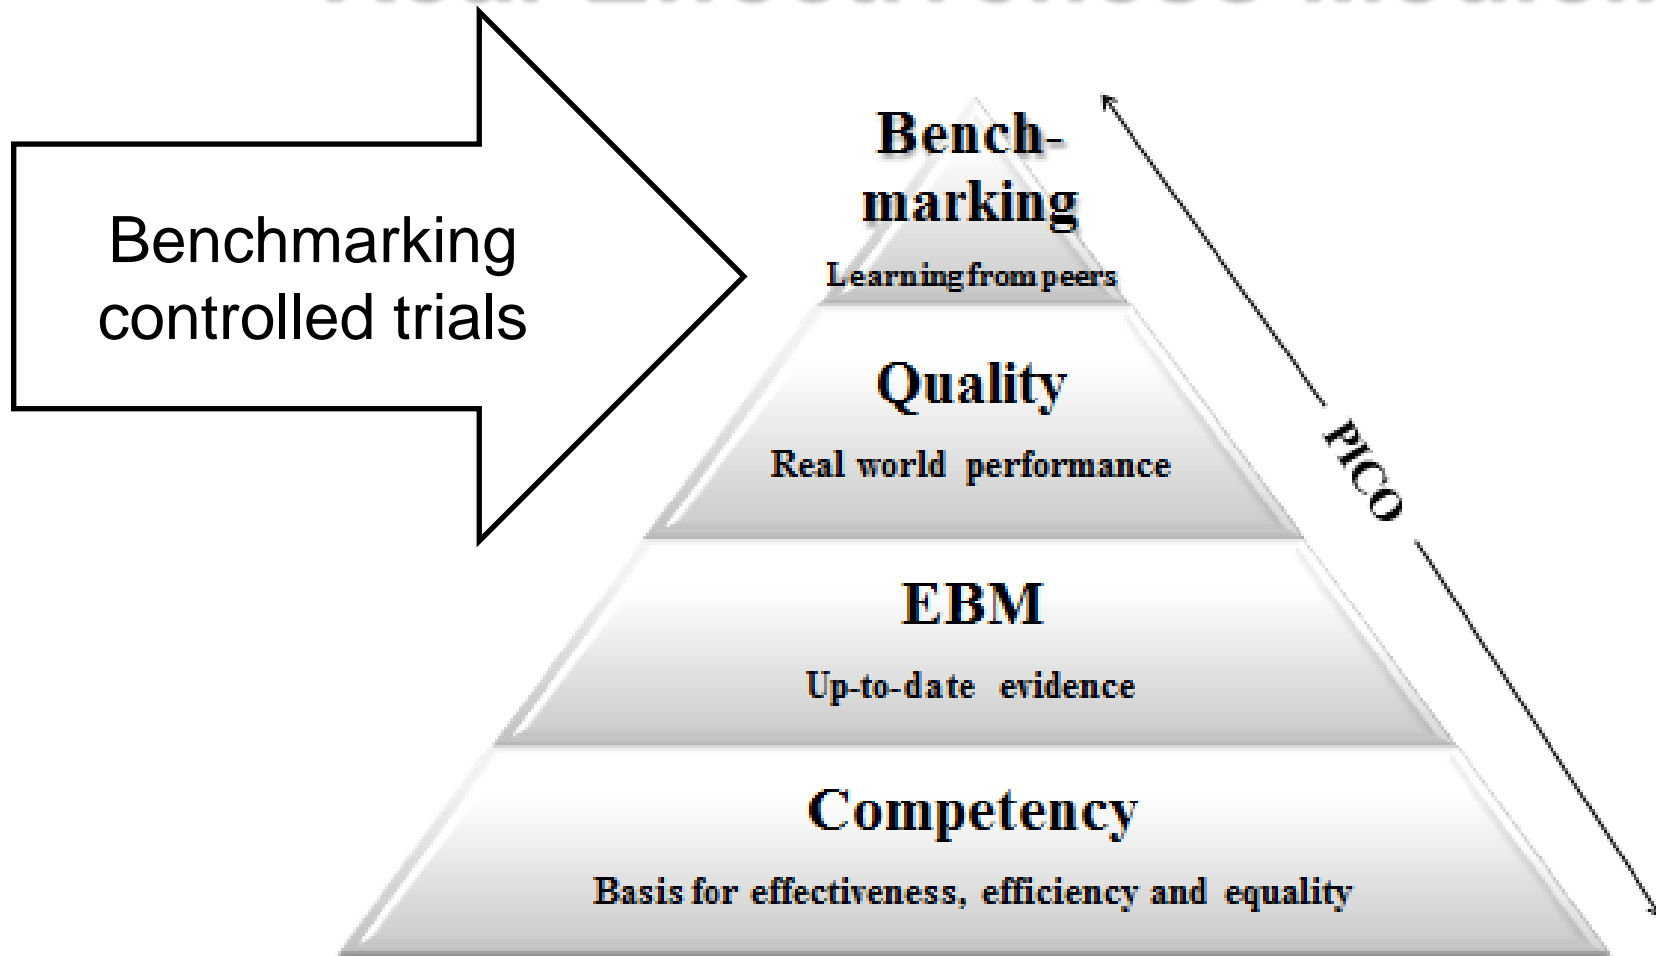 Benchmarking
controlled trials
Bench-
marking
Learning from peers
Quality
Real world performance
EBM
Up-to-date evidence
Competency
Basis for effectiveness, efficiency and equality
PICO